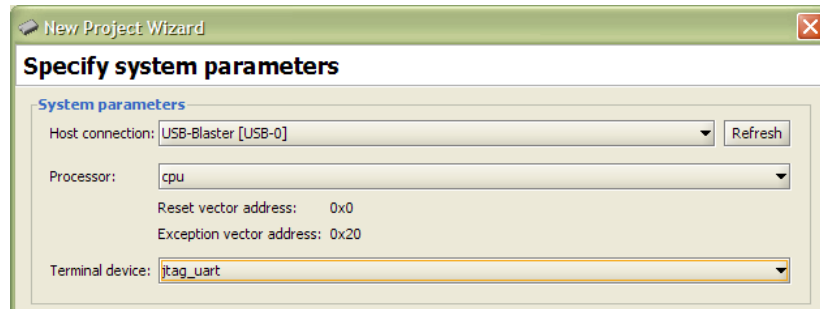 New Project Wizard
Specify system parameters
System parameters
Host connection: USB-Blaster [USB-0] Refresh
Processor: cpu
Reset vector address: 0x0
Exception vector address: 0x20
Terminal device: jtag_uart